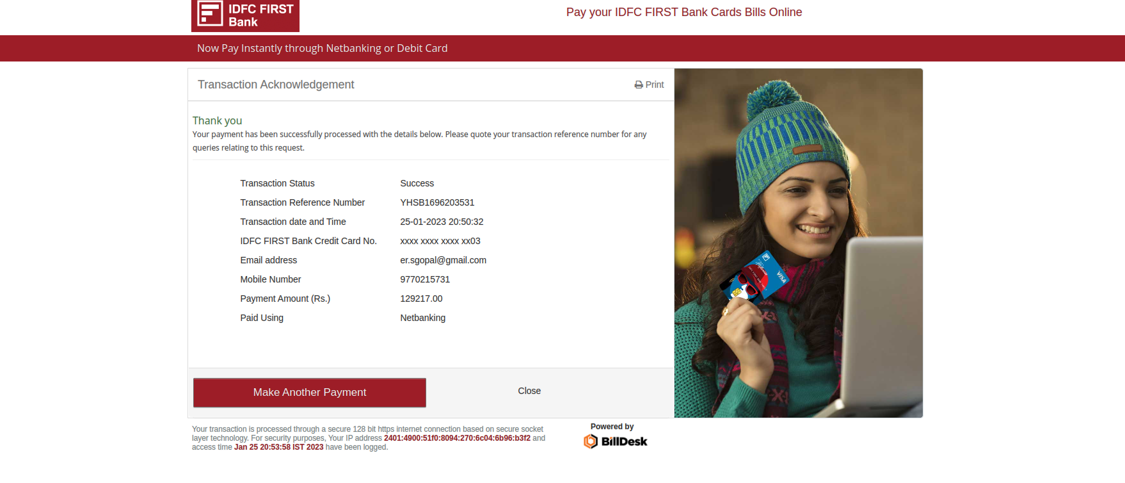 IDFC FIRST
Bank
Pay your IDFC FIRST Bank Cards Bills Online
Now Pay Instantly through Netbanking or Debit Card
Transaction Acknowledgement
Print
Thank you
Your payment has been successfully processed with the details below. Please quote your transaction reference number for any
queries relating to this request.
Transaction Status Success
Transaction Reference Number YHSB1696203531
Transaction date and Time 25-01-2023 20:50:32
IDFC FIRST Bank Credit Card No. xxxx xxxx xxxx xx03
Email address er.sgopal@gmail.com
Mobile Number 9770215731
Payment Amount (Rs.) 129217.00
Paid Using Netbanking
VISA
Make Another Payment
Close
Your transaction is processed through a secure 128 bit https internet connection based on secure socket
layer technology. For security purposes, Your IP address 2401:4900:51f0:8094:270:6c04:6b96:b3f2 and
access time Jan 25 20:53:58 IST 2023 have been logged.
Powered by
BillDesk